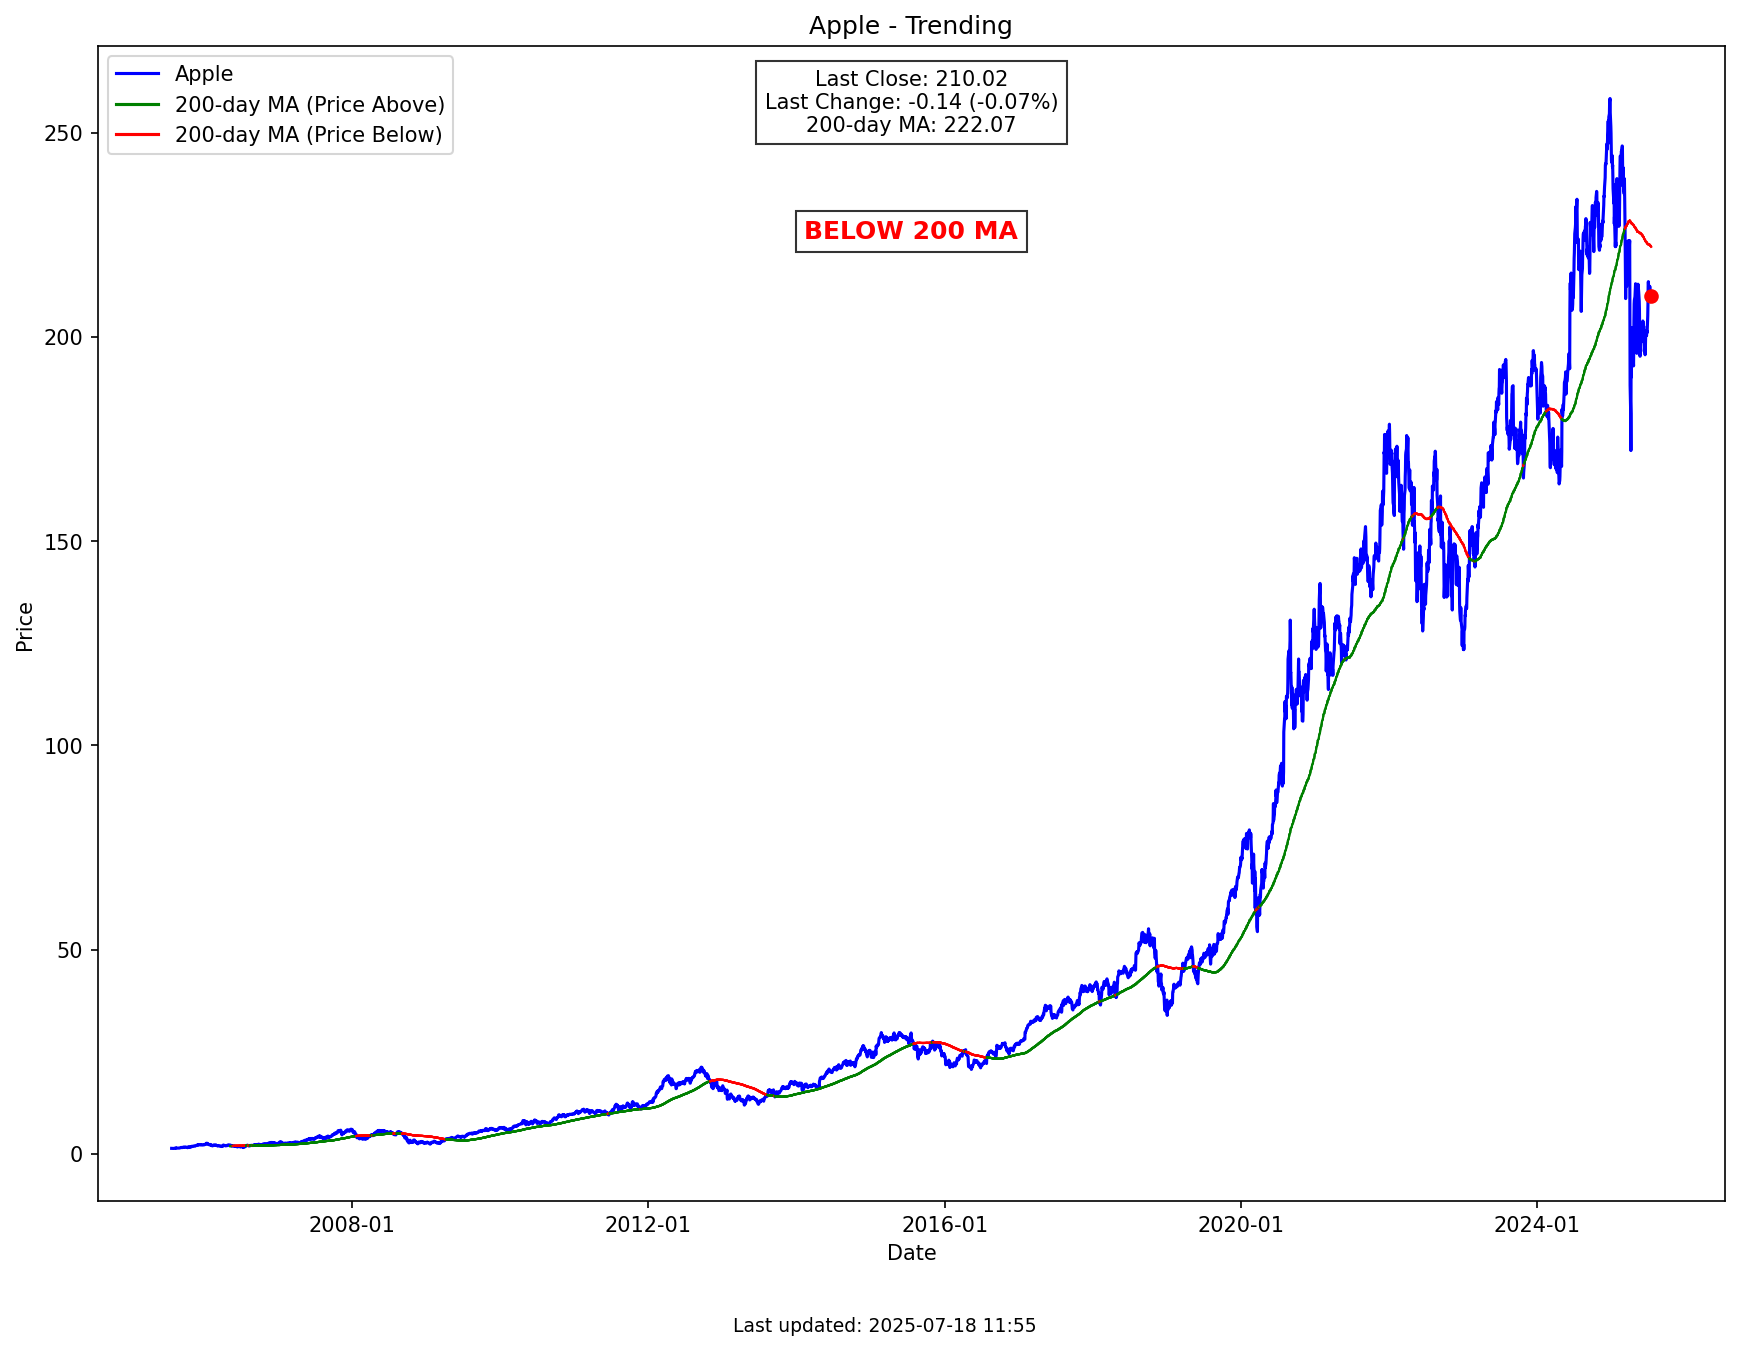 Apple - Trending
Apple
200-day MA (Price Above)
200-day MA (Price Below)
Last Close: 210.02
Last Change: -0.14 (-0.07%)
200-day MA: 222.07
BELOW 200 MA
Price
250
200
150
100
50
0
2008-01
2012-01
2016-01
2020-01
2024-01
Date
Last updated: 2025-07-18 11:55